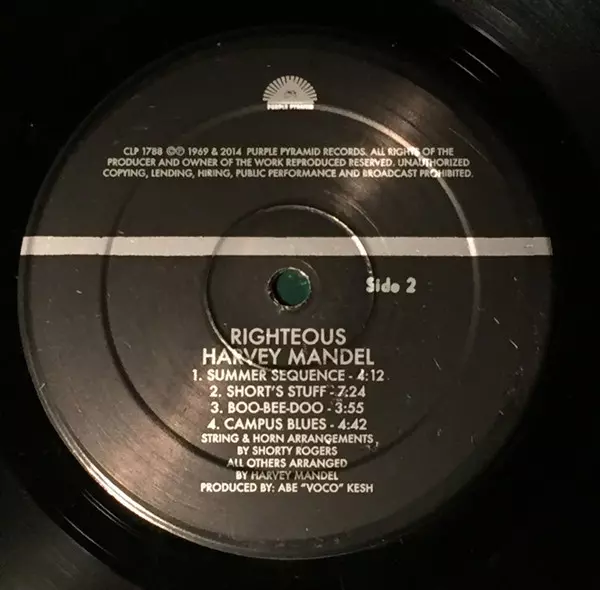 PURPLE PYRAMID
CLP 1788 ©℗ 1969 & 2014 PURPLE PYRAMID RECORDS. ALL RIGHTS OF THE
PRODUCER AND OWNER OF THE WORK REPRODUCED RESERVED. UNAUTHORIZED
COPYING, LENDING, HIRING, PUBLIC PERFORMANCE AND BROADCAST PROHIBITED.
Side 2
RIGHTEOUS
HARVEY MANDEL
1. SUMMER SEQUENCE - 4:12
2. SHORT'S STUFF - 7:24
3. BOO-BEE-DOO - 3:55
4. CAMPUS BLUES - 4:42
STRING & HORN ARRANGEMENTS
BY SHORTY ROGERS
ALL OTHERS ARRANGED
BY HARVEY MANDEL
PRODUCED BY: ABE "VOCO" KESH